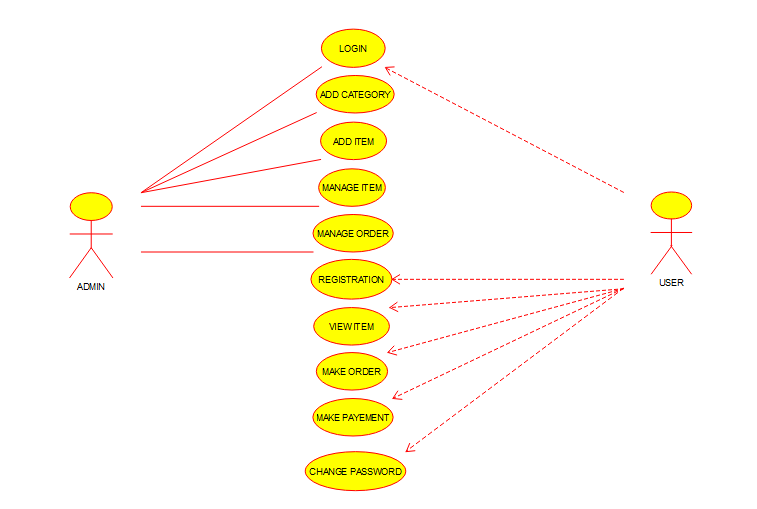 LOGIN
ADD CATEGORY
ADD ITEM
MANAGE ITEM
MANAGE ORDER
REGISTRATION
ADMIN
USER
VIEW ITEM
MAKE ORDER
MAKE PAYEMENT
CHANGE PASSWORD